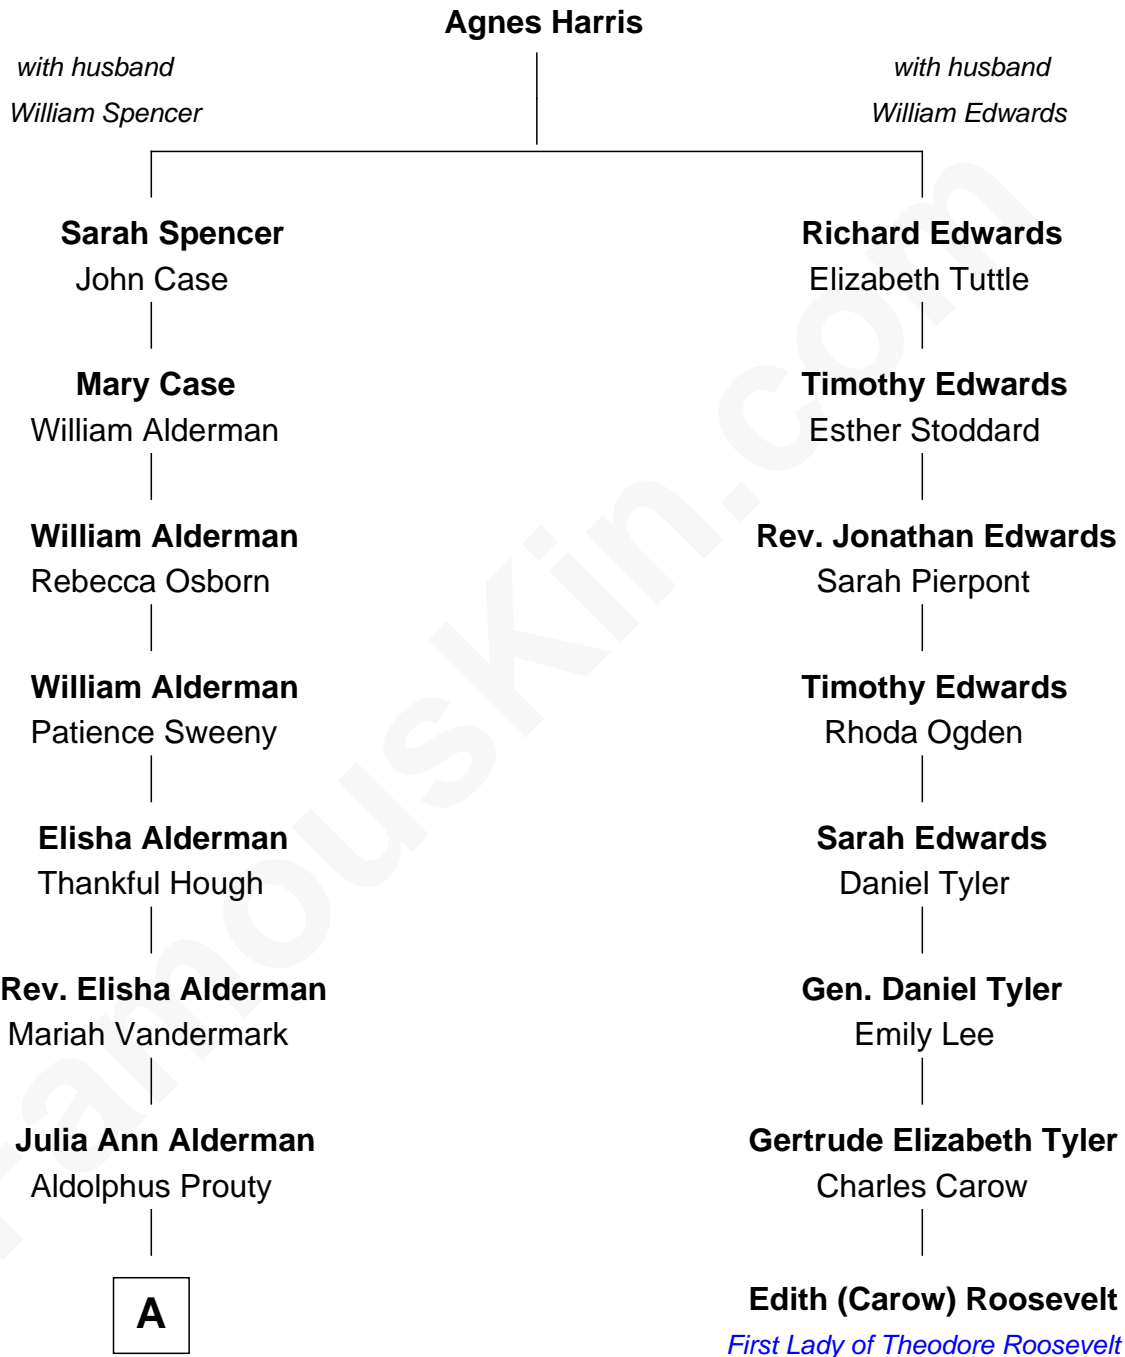 Agnes Harris
with husband
William Spencer
with husband
William Edwards
Sarah Spencer
John Case
Richard Edwards
Elizabeth Tuttle
Mary Case
William Alderman
Timothy Edwards
Esther Stoddard
William Alderman
Rebecca Osborn
Rev. Jonathan Edwards
Sarah Pierpont
William Alderman
Patience Sweeny
Timothy Edwards
Rhoda Ogden
Elisha Alderman
Thankful Hough
Sarah Edwards
Daniel Tyler
Rev. Elisha Alderman
Mariah Vandermark
Gen. Daniel Tyler
Emily Lee
Julia Ann Alderman
Aldolphus Prouty
Gertrude Elizabeth Tyler
Charles Carow
A
Edith (Carow) Roosevelt
First Lady of Theodore Roosevelt
FamousKin.com